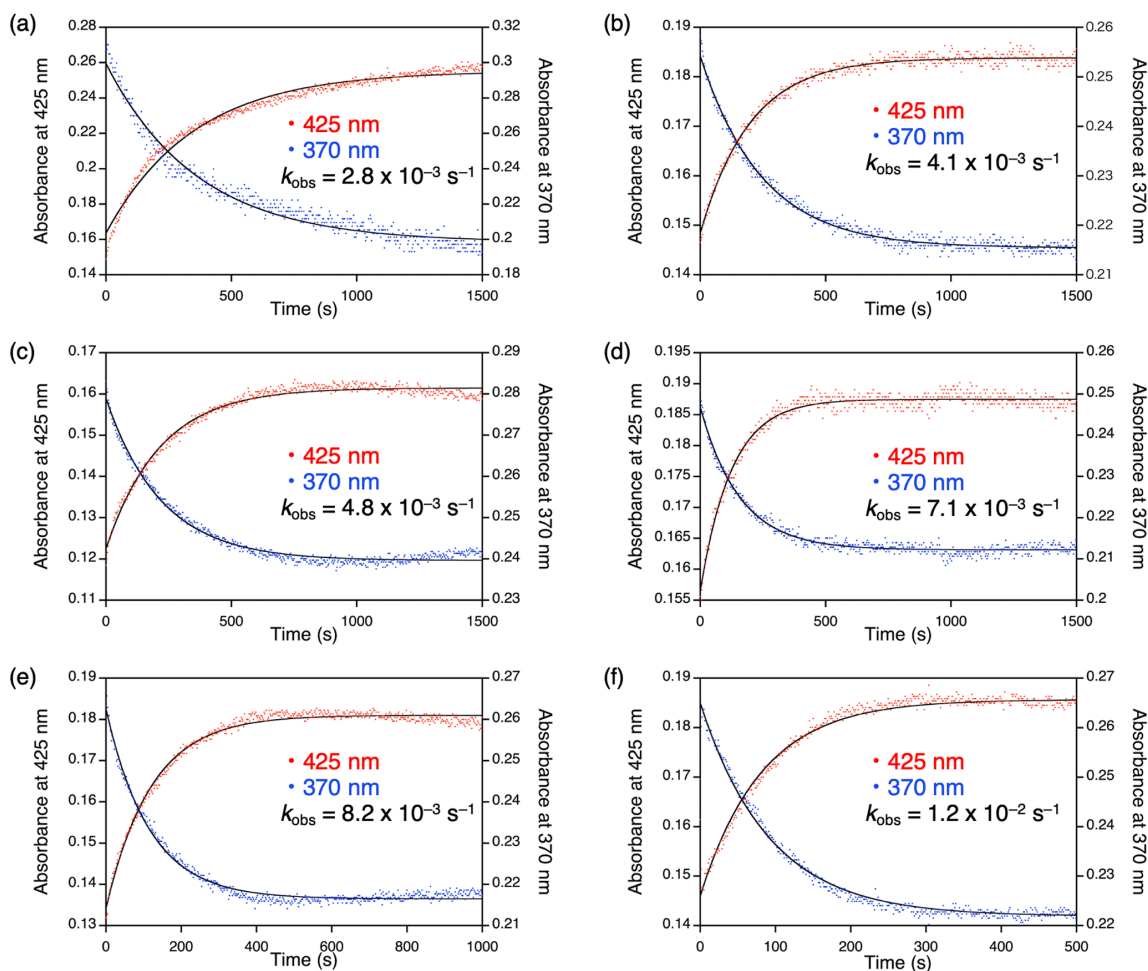 (a)
Absorbance at 425 nm
0.28
0.26
0.24
0.22
0.2
0.18
0.16
0.14
0.32
0.3
0.28
0.26
0.24
0.22
0.2
0.18
Absorbance at 370 nm
• 425 nm
• 370 nm
kobs = 2.8 x 10–3 s–1
0 500 1000 1500
Time (s)
(b)
Absorbance at 425 nm
0.19
0.18
0.17
0.16
0.15
0.14
0.26
0.25
0.24
0.23
0.22
0.21
Absorbance at 370 nm
• 425 nm
• 370 nm
kobs = 4.1 x 10–3 s–1
0 500 1000 1500
Time (s)
(c)
Absorbance at 425 nm
0.17
0.16
0.15
0.14
0.13
0.12
0.11
0.29
0.28
0.27
0.26
0.25
0.24
0.23
Absorbance at 370 nm
• 425 nm
• 370 nm
kobs = 4.8 x 10–3 s–1
0 500 1000 1500
Time (s)
(d)
Absorbance at 425 nm
0.195
0.19
0.185
0.18
0.175
0.17
0.165
0.16
0.155
0.26
0.25
0.24
0.23
0.22
0.21
0.2
Absorbance at 370 nm
• 425 nm
• 370 nm
kobs = 7.1 x 10–3 s–1
0 500 1000 1500
Time (s)
(e)
Absorbance at 425 nm
0.19
0.18
0.17
0.16
0.15
0.14
0.13
0.27
0.26
0.25
0.24
0.23
0.22
0.21
Absorbance at 370 nm
• 425 nm
• 370 nm
kobs = 8.2 x 10–3 s–1
0 200 400 600 800 1000
Time (s)
(f)
Absorbance at 425 nm
0.19
0.18
0.17
0.16
0.15
0.14
0.27
0.26
0.25
0.24
0.23
0.22
Absorbance at 370 nm
• 425 nm
• 370 nm
kobs = 1.2 x 10–2 s–1
0 100 200 300 400 500
Time (s)